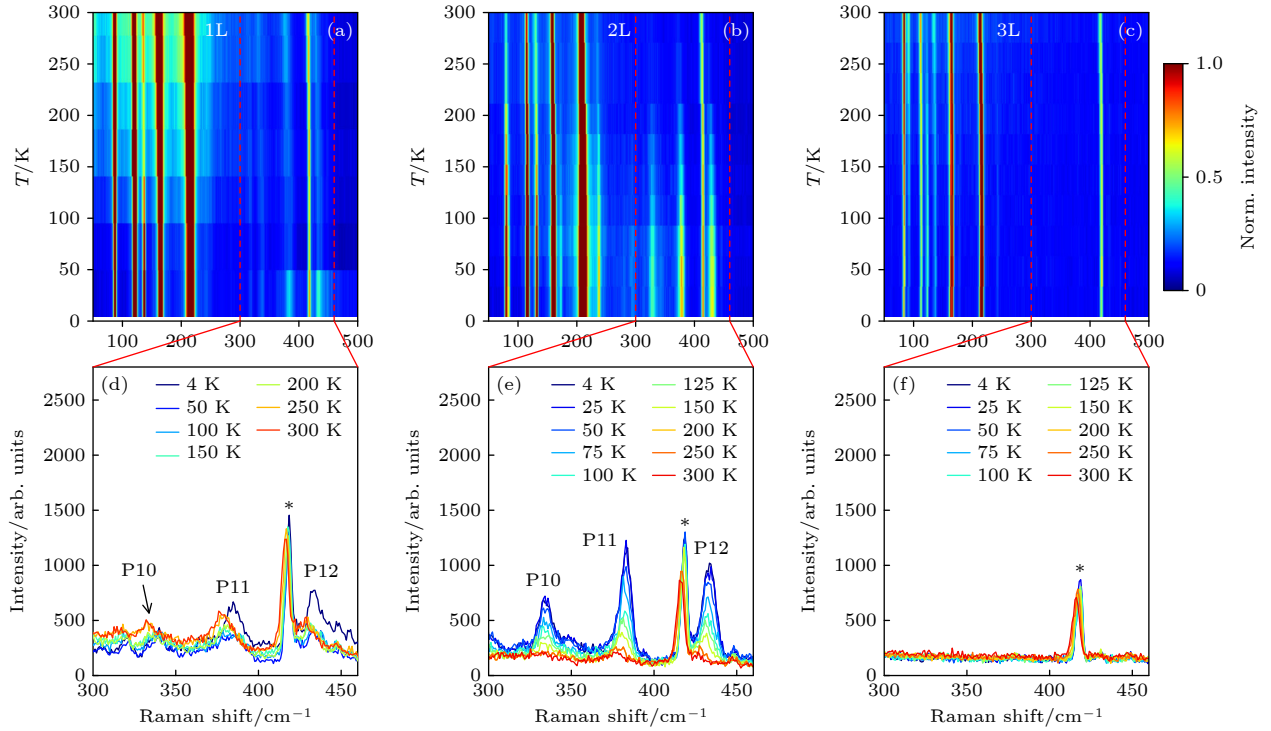 1L (a)
300
250
200
150
100
50
0
T/K
100 200 300 400 500
2L (b)
300
250
200
150
100
50
0
T/K
100 200 300 400 500
3L (c)
300
250
200
150
100
50
0
T/K
100 200 300 400 500
1.0
0.5
0
Norm. intensity
(d)
4 K
50 K
100 K
150 K
200 K
250 K
300 K
2500
2000
1500
1000
500
0
Intensity/arb. units
P10
P11
*
P12
300 350 400 450
Raman shift/cm⁻¹
(e)
4 K
25 K
50 K
75 K
100 K
125 K
150 K
200 K
250 K
300 K
2500
2000
1500
1000
500
0
Intensity/arb. units
P10
P11
*
P12
300 350 400 450
Raman shift/cm⁻¹
(f)
4 K
25 K
50 K
75 K
100 K
125 K
150 K
200 K
250 K
300 K
2500
2000
1500
1000
500
0
Intensity/arb. units
*
300 350 400 450
Raman shift/cm⁻¹